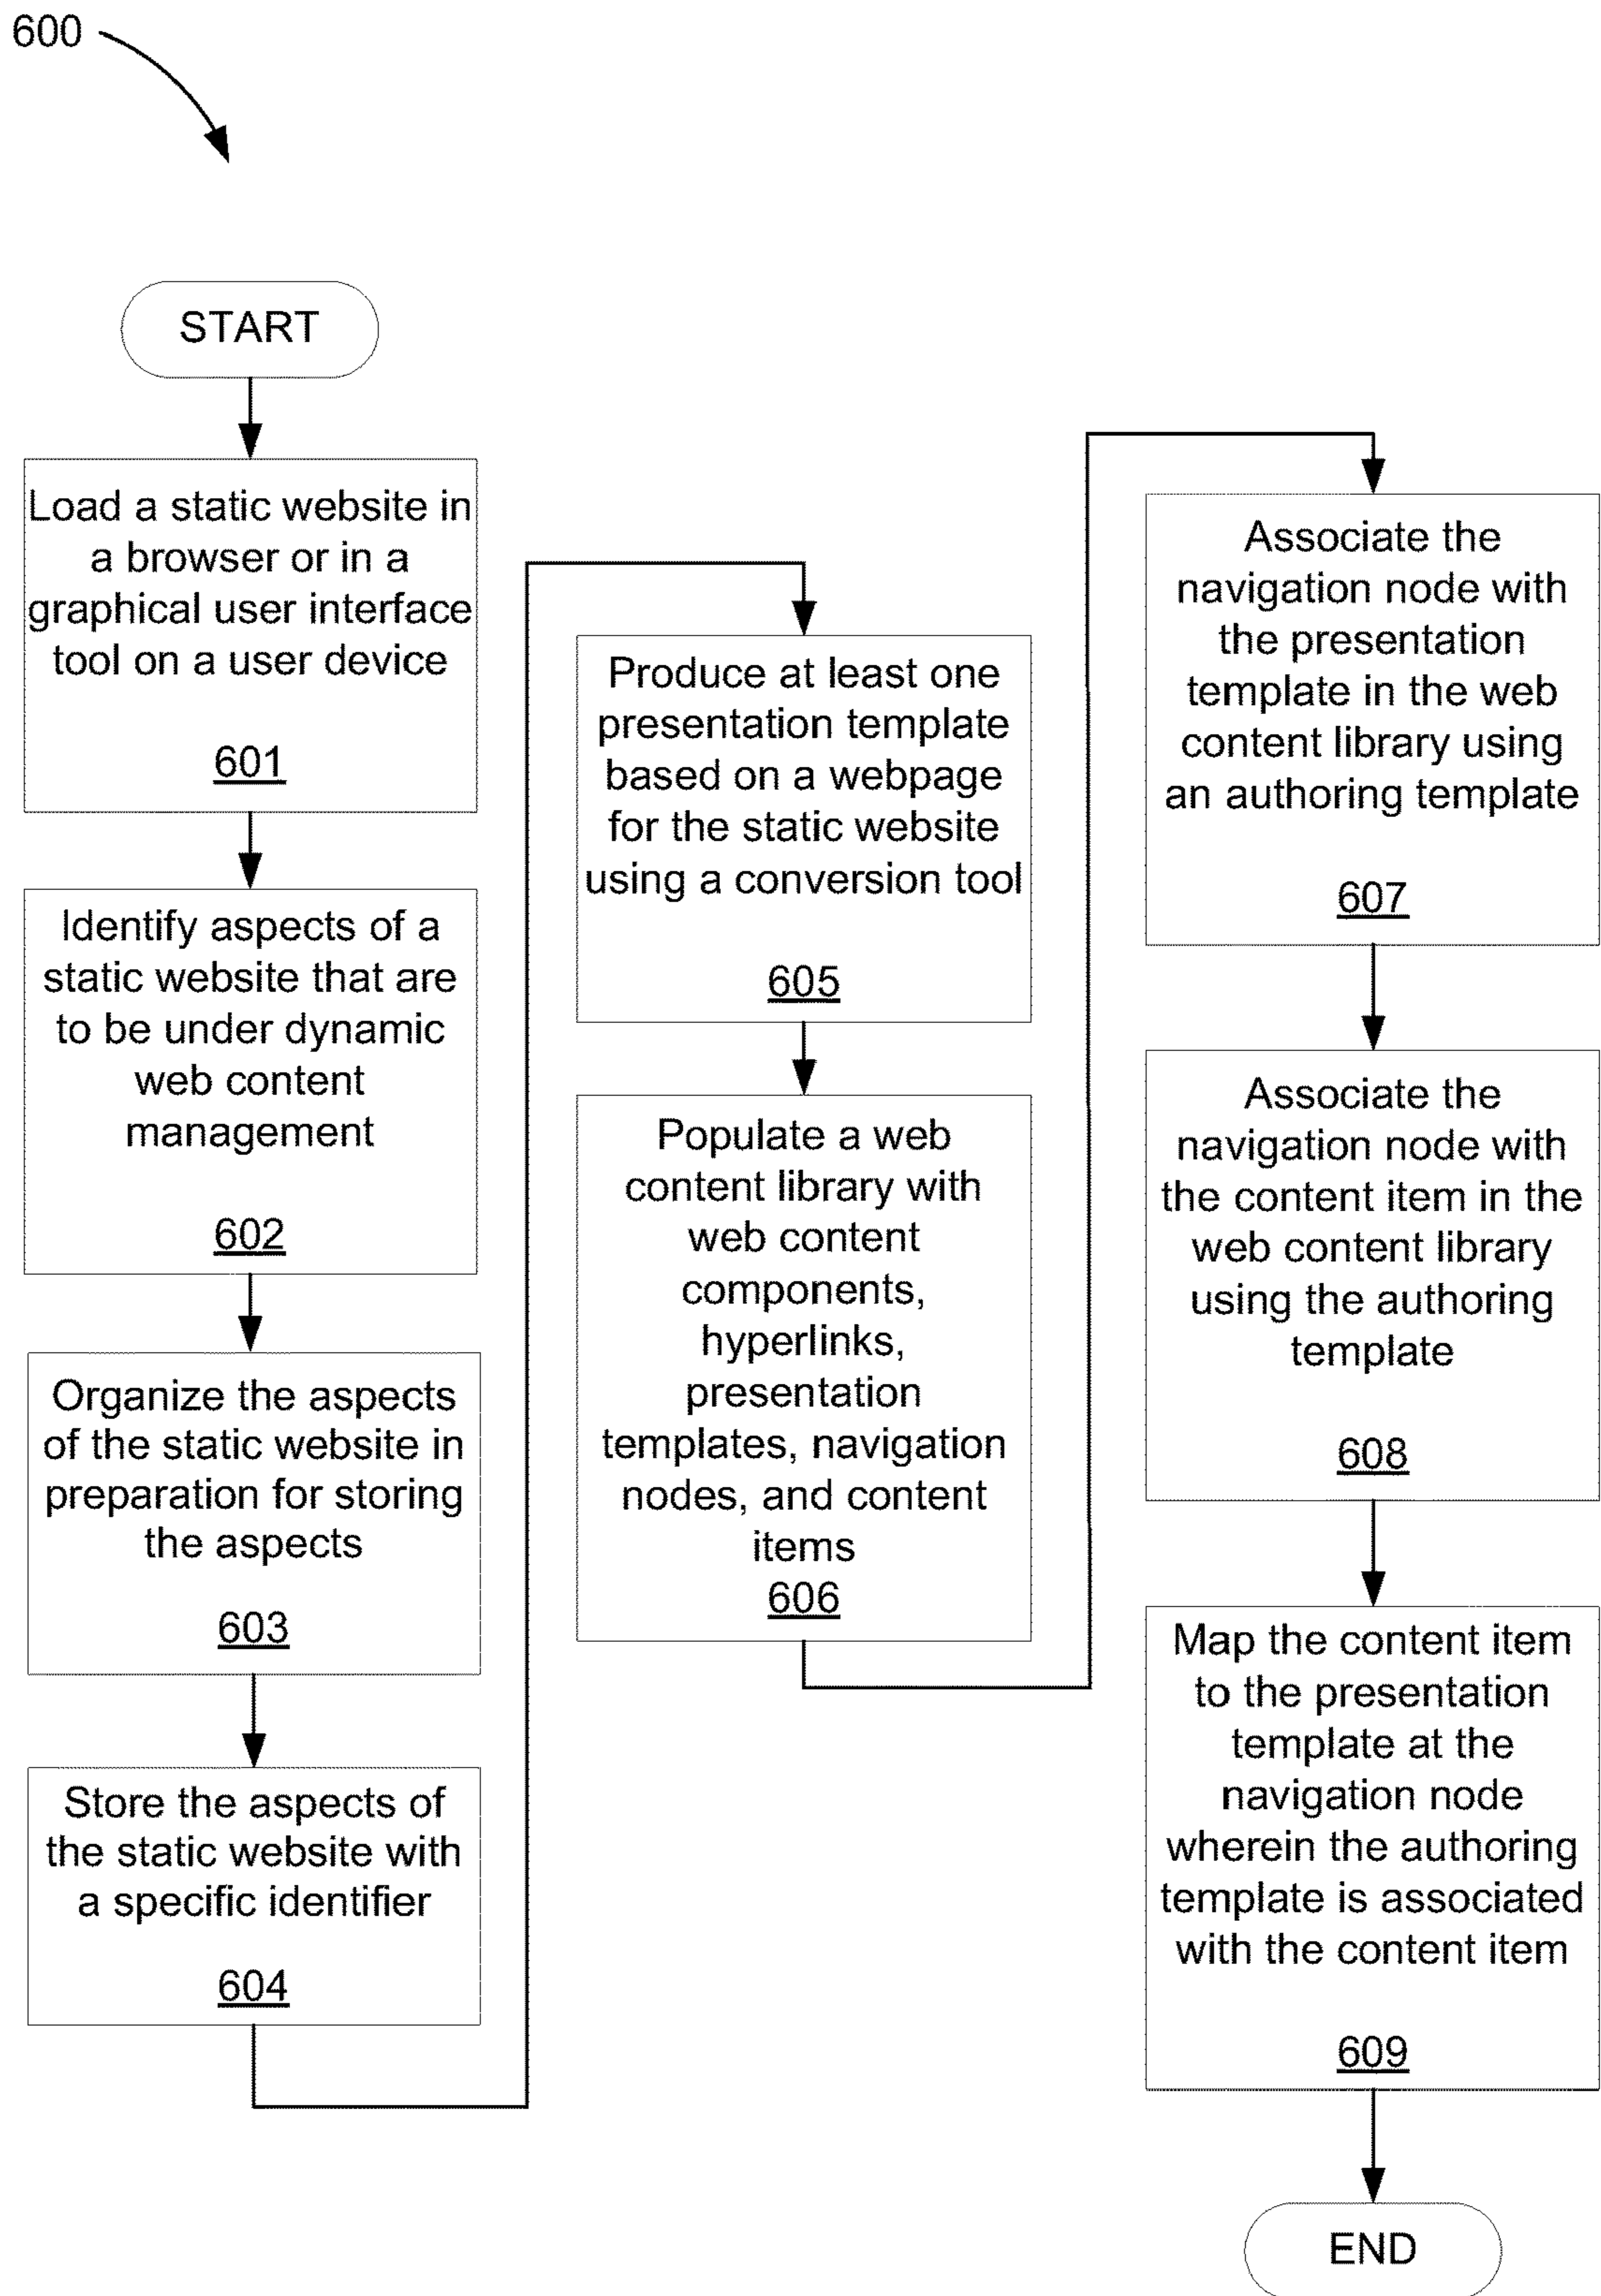 600
START
Load a static website in
a browser or in a
graphical user interface
tool on a user device
601
Identify aspects of a
static website that are
to be under dynamic
web content
management
602
Organize the aspects
of the static website in
preparation for storing
the aspects
603
Store the aspects of
the static website with
a specific identifier
604
Produce at least one
presentation template
based on a webpage
for the static website
using a conversion tool
605
Populate a web
content library with
web content
components,
hyperlinks,
presentation
templates, navigation
nodes, and content
items
606
Associate the
navigation node with
the presentation
template in the web
content library using
an authoring template
607
Associate the
navigation node with
the content item in the
web content library
using the authoring
template
608
Map the content item
to the presentation
template at the
navigation node
wherein the authoring
template is associated
with the content item
609
END